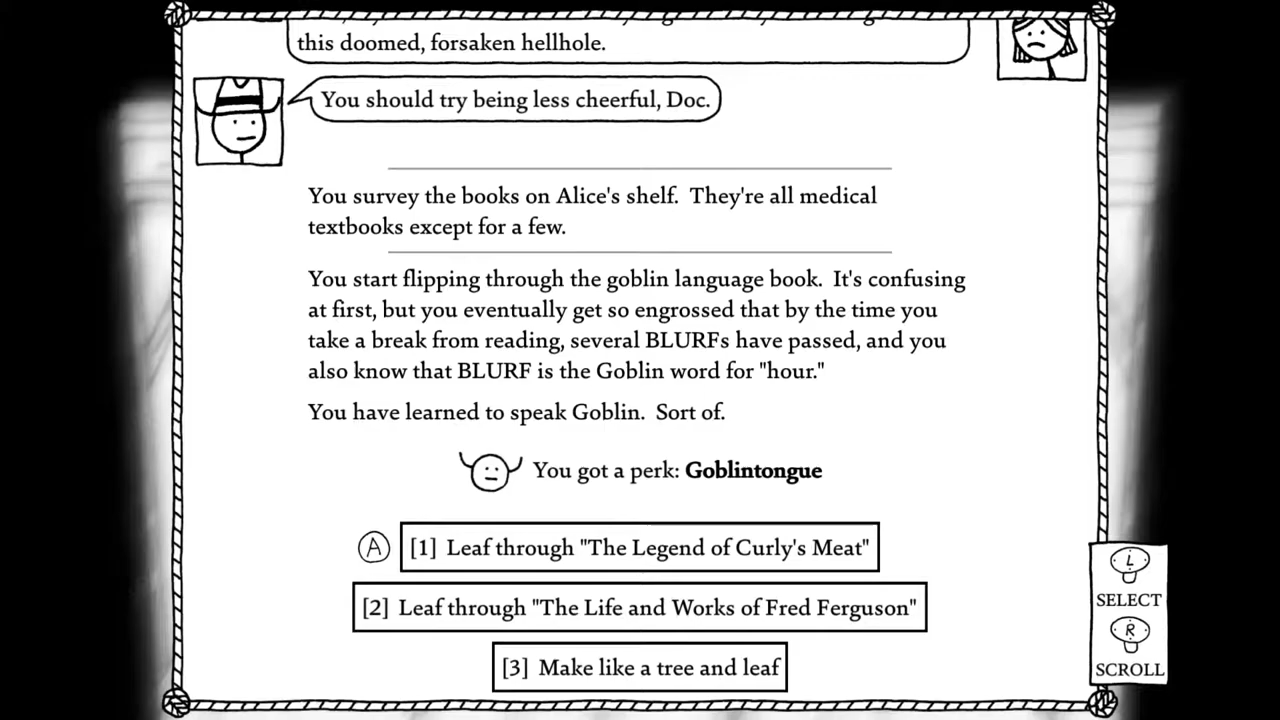 this doomed, forsaken hellhole.
You should try being less cheerful, Doc.
You survey the books on Alice's shelf.  They're all medical
textbooks except for a few.
You start flipping through the goblin language book.  It's confusing
at first, but you eventually get so engrossed that by the time you
take a break from reading, several BLURFs have passed, and you
also know that BLURF is the Goblin word for "hour."
You have learned to speak Goblin.  Sort of.
You got a perk: Goblintongue
A [1] Leaf through "The Legend of Curly's Meat"
[2] Leaf through "The Life and Works of Fred Ferguson"
[3] Make like a tree and leaf
L
SELECT
R
SCROLL